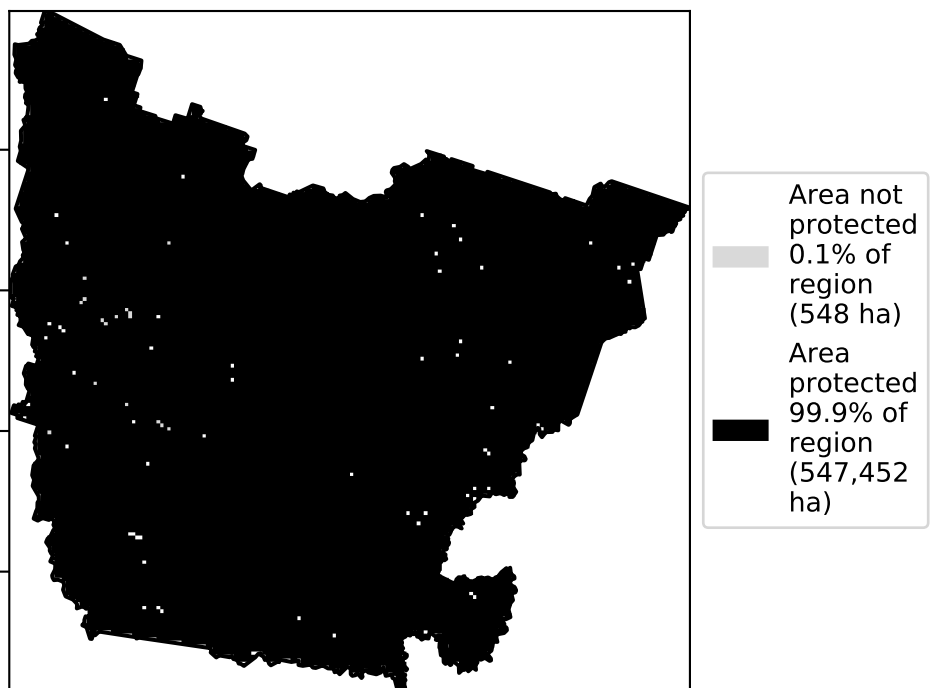 Area not
protected
0.1% of
region
(548 ha)
Area
protected
99.9% of
region
(547,452
ha)